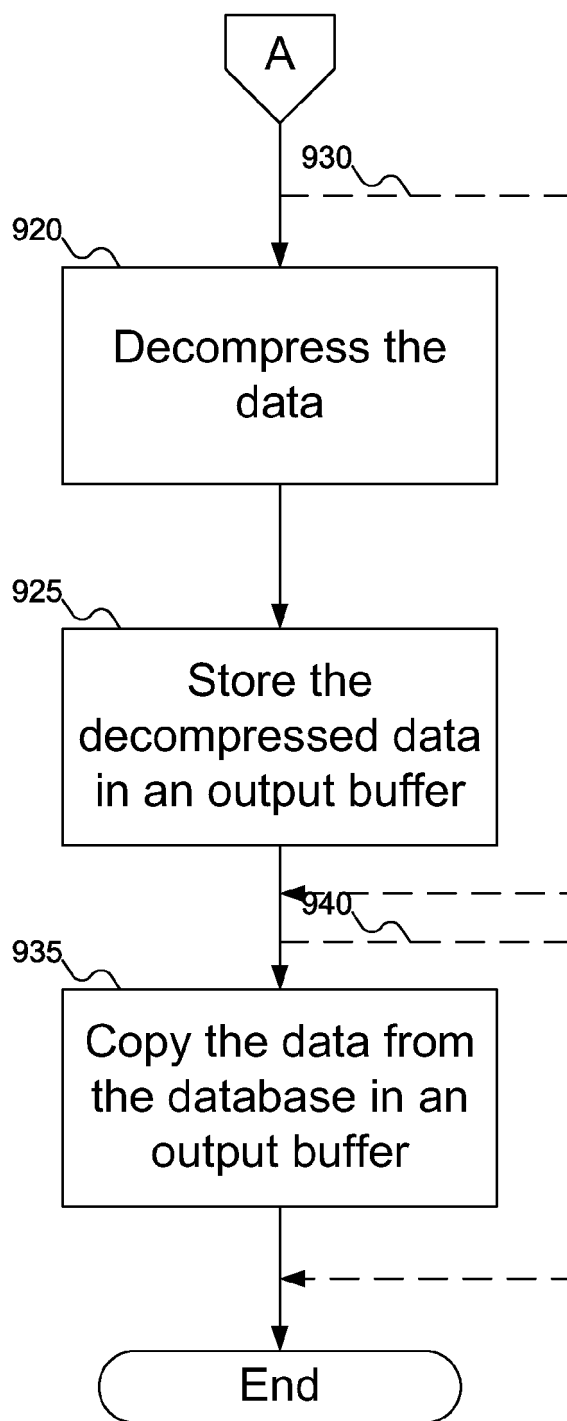 A
930
920
Decompress the
data
925
Store the
decompressed data
in an output buffer
940
935
Copy the data from
the database in an
output buffer
End